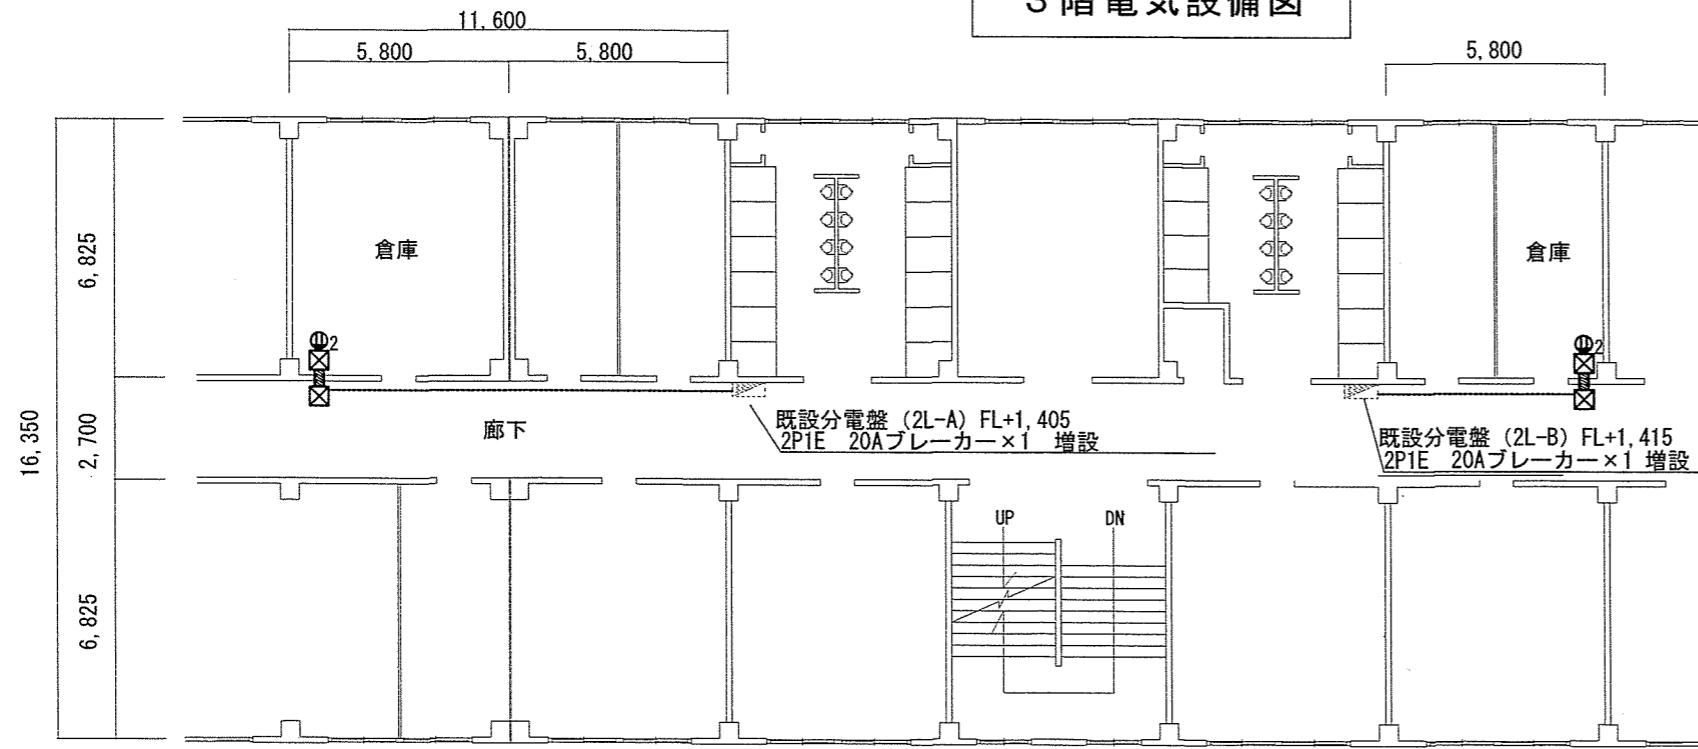 3階電気設備図
11,600
5,800
5,800
5,800
6,825
16,350
2,700
6,825
倉庫
倉庫
2
2
廊下
既設分電盤 (2L-A) FL+1,405
2P1E 20Aブレーカー×1 増設
既設分電盤 (2L-B) FL+1,415
2P1E 20Aブレーカー×1 増設
UP
DN